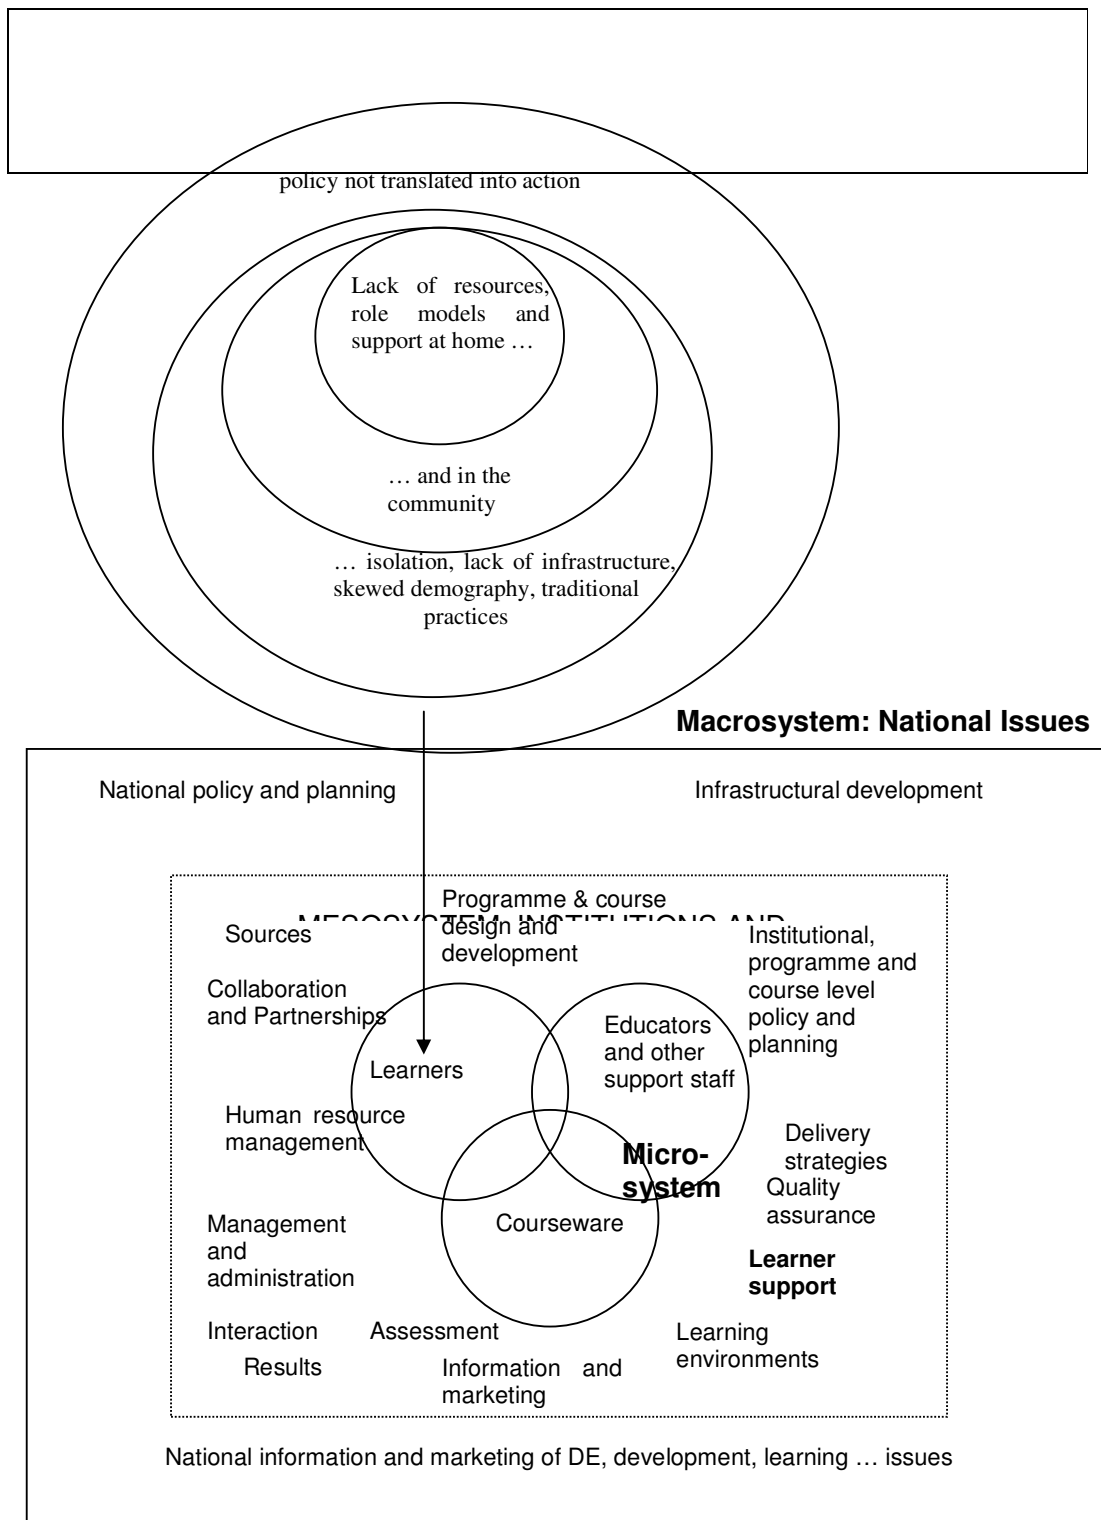 policy not translated into action
Lack of resources,
role models and
support at home …
… and in the
community
… isolation, lack of infrastructure,
skewed demography, traditional
practices
Macrosystem: National Issues
National policy and planning
Infrastructural development
Programme & course
design and
development
MESOSYSTEM: INSTITUTIONS AND
Sources
Institutional,
programme and
course level
policy and
planning
Collaboration
and Partnerships
Educators
and other
support staff
Learners
Human resource
management
Delivery
strategies
Micro-
system
Quality
assurance
Courseware
Management
and
administration
Learner
support
Interaction
Assessment
Learning
environments
Results
Information and
marketing
National information and marketing of DE, development, learning … issues